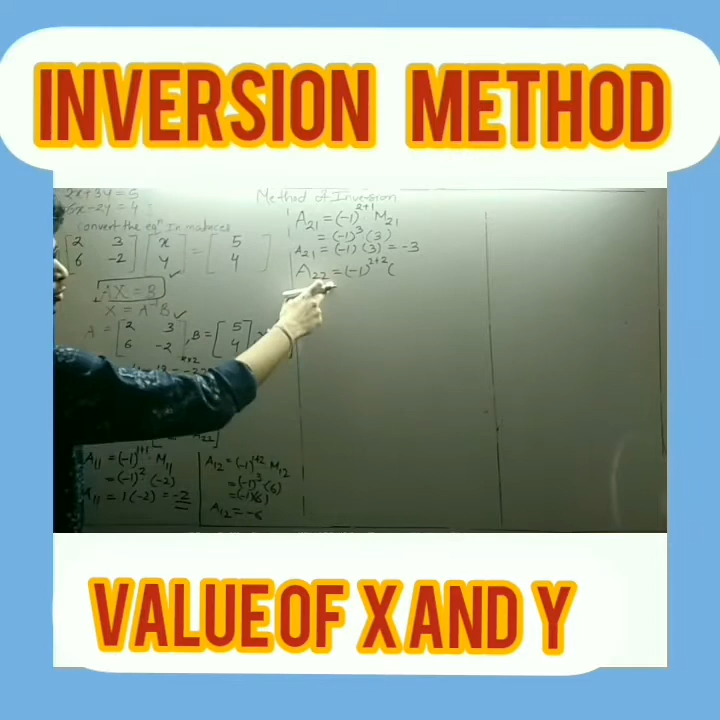 INVERSION METHOD
2x+3y=5
6x-2y=4
Method of Inversion
Convert the eqⁿ In matrices
[2 3
6 -2] [x
y] = [5
4]
AX = B
X = A⁻¹B
A = [2 3
6 -2], B = [5
4]
A₁₁ = (-1)¹⁺¹ M₁₁
= (-1)² (-2)
A₁₁ = 1(-2) = -2
A₁₂ = (-1)¹⁺² M₁₂
= (-1)³ (6)
= (-1)(6)
A₁₂ = -6
A₂₁ = (-1)²⁺¹ M₂₁
= (-1)³ (3)
A₂₁ = (-1) (3) = -3
A₂₂ = (-1)²⁺² (
VALUE OF X AND Y